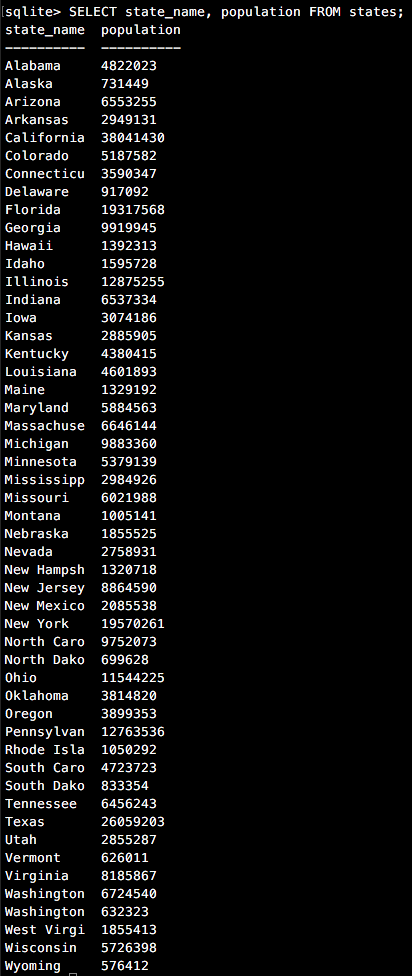 sqlite> SELECT state_name, population FROM states;
state_name  population
----------  ----------
Alabama     4822023
Alaska      731449
Arizona     6553255
Arkansas    2949131
California  38041430
Colorado    5187582
Connecticu  3590347
Delaware    917092
Florida     19317568
Georgia     9919945
Hawaii      1392313
Idaho       1595728
Illinois    12875255
Indiana     6537334
Iowa        3074186
Kansas      2885905
Kentucky    4380415
Louisiana   4601893
Maine       1329192
Maryland    5884563
Massachuse  6646144
Michigan    9883360
Minnesota   5379139
Mississipp  2984926
Missouri    6021988
Montana     1005141
Nebraska    1855525
Nevada      2758931
New Hampsh  1320718
New Jersey  8864590
New Mexico  2085538
New York    19570261
North Caro  9752073
North Dako  699628
Ohio        11544225
Oklahoma    3814820
Oregon      3899353
Pennsylvan  12763536
Rhode Isla  1050292
South Caro  4723723
South Dako  833354
Tennessee   6456243
Texas       26059203
Utah        2855287
Vermont     626011
Virginia    8185867
Washington  6724540
Washington  632323
West Virgi  1855413
Wisconsin   5726398
Wyoming     576412